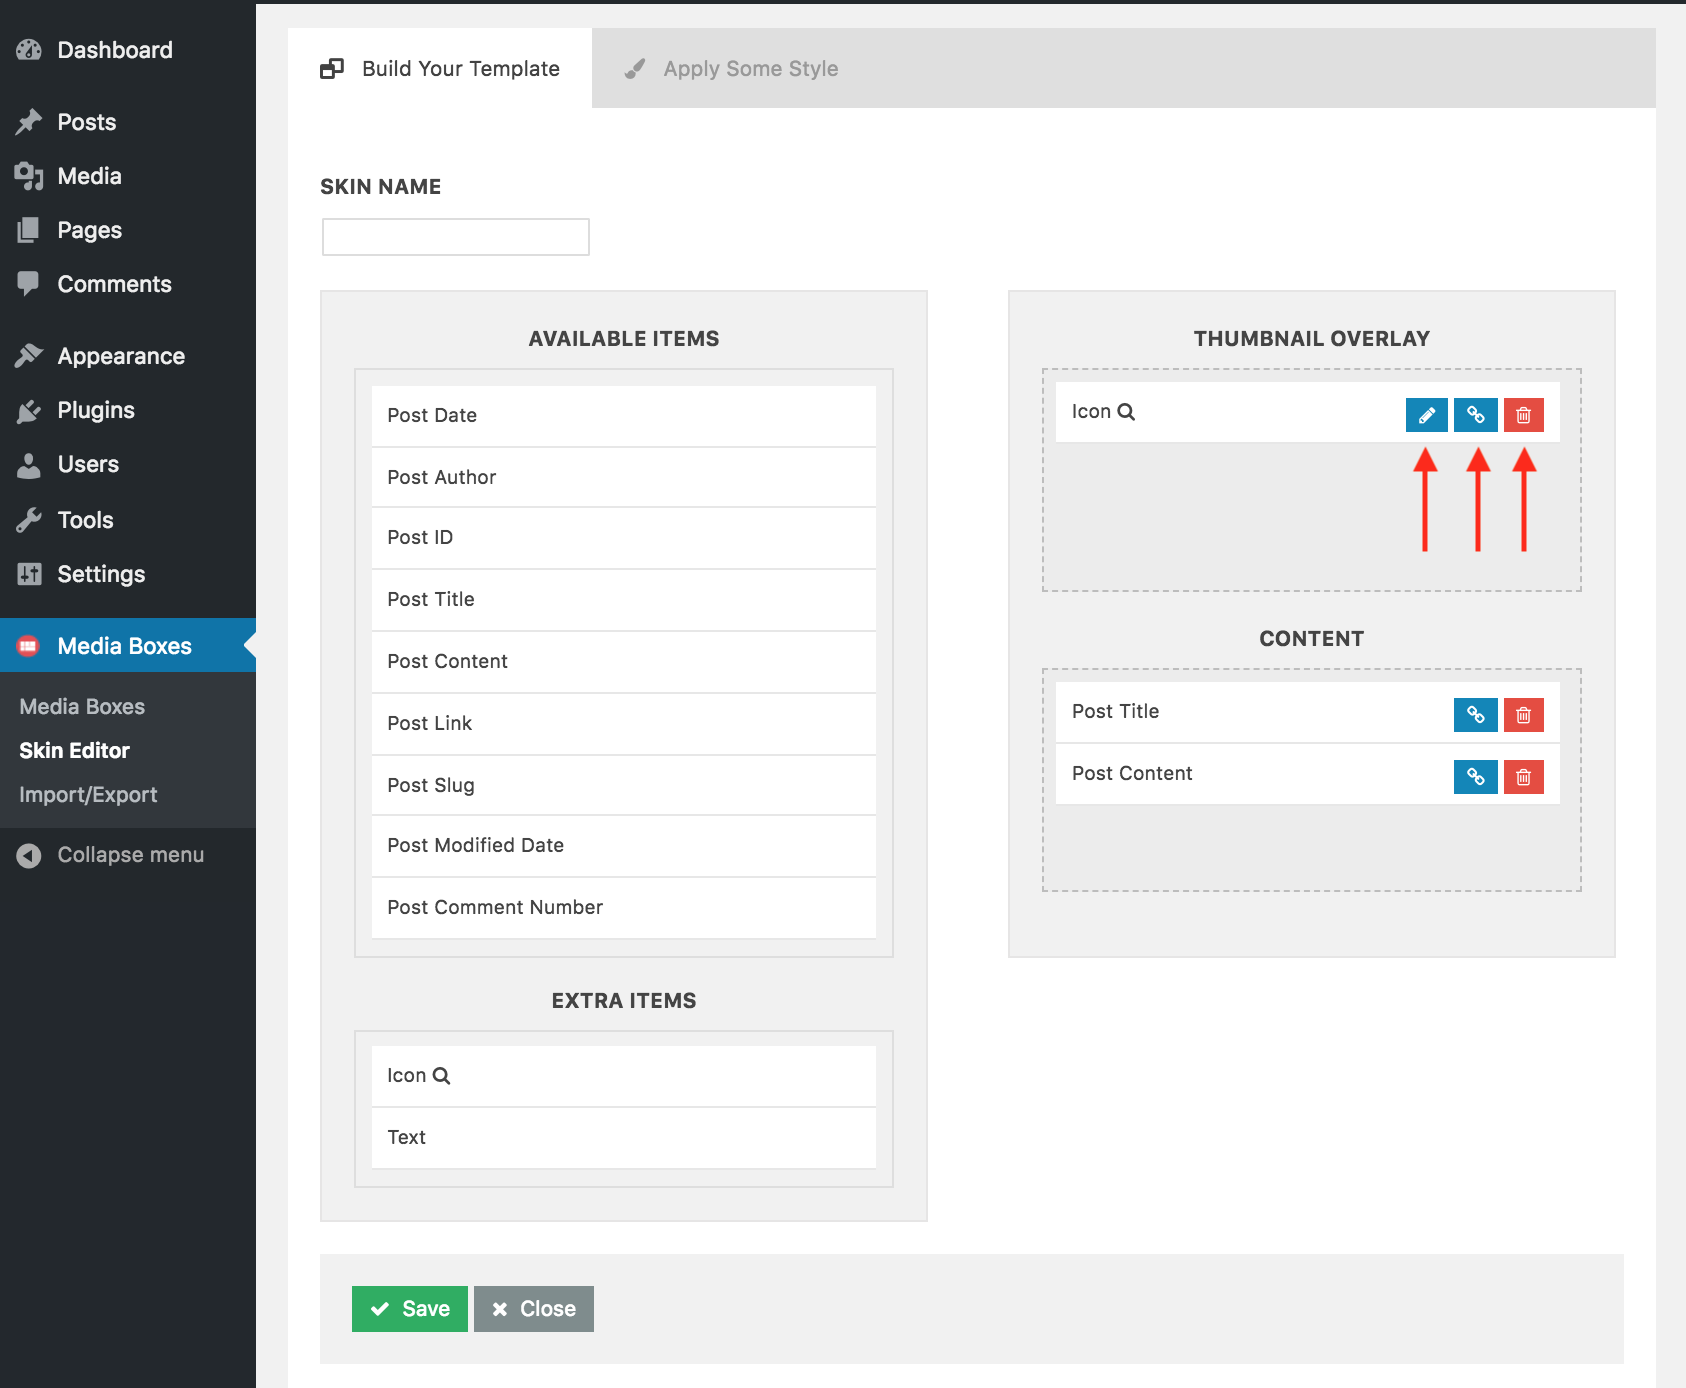 Dashboard
Posts
Media
Pages
Comments
Appearance
Plugins
Users
Tools
Settings
Media Boxes
Media Boxes
Skin Editor
Import/Export
Collapse menu
Build Your Template
Apply Some Style
SKIN NAME
AVAILABLE ITEMS
Post Date
Post Author
Post ID
Post Title
Post Content
Post Link
Post Slug
Post Modified Date
Post Comment Number
EXTRA ITEMS
Icon
Text
THUMBNAIL OVERLAY
Icon
CONTENT
Post Title
Post Content
Save
Close